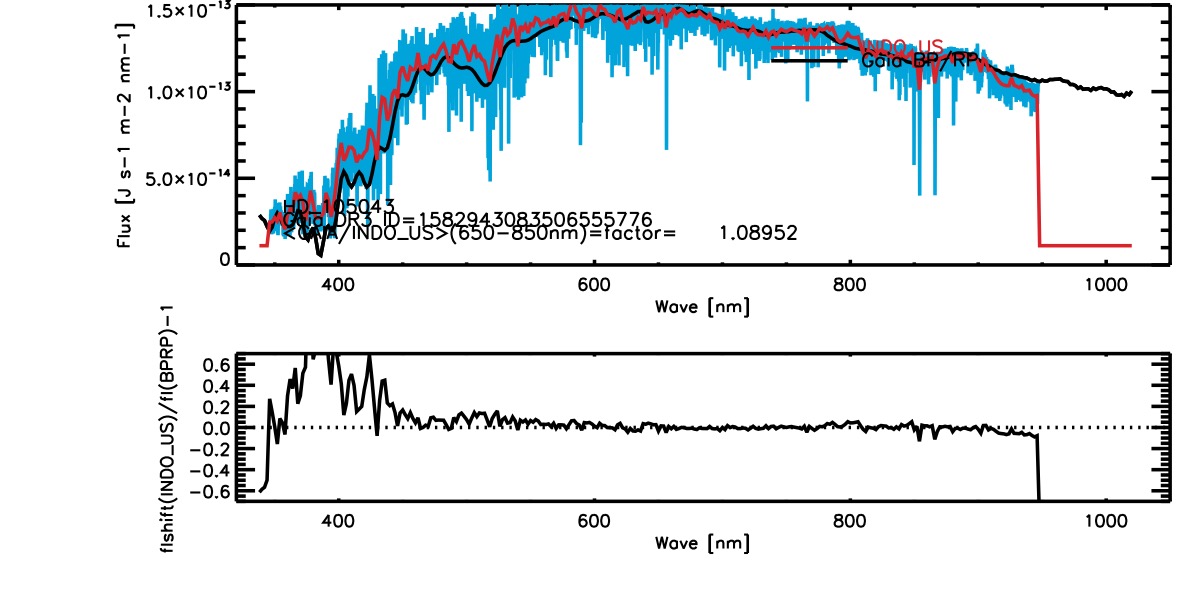 1.5×10⁻¹³
1.0×10⁻¹³
5.0×10⁻¹⁴
0
Flux [J s−1 m−2 nm−1]
INDO_US
Gaia BP/RP
HD_105043
Gaia DR3 ID=1582943083506555776
<GAIA/INDO_US>(650−850nm)=factor= 1.08952
400 600 800 1000
Wave [nm]
flshift(INDO_US)/fl(BPRP)−1
0.6
0.4
0.2
0.0
−0.2
−0.4
−0.6
400 600 800 1000
Wave [nm]